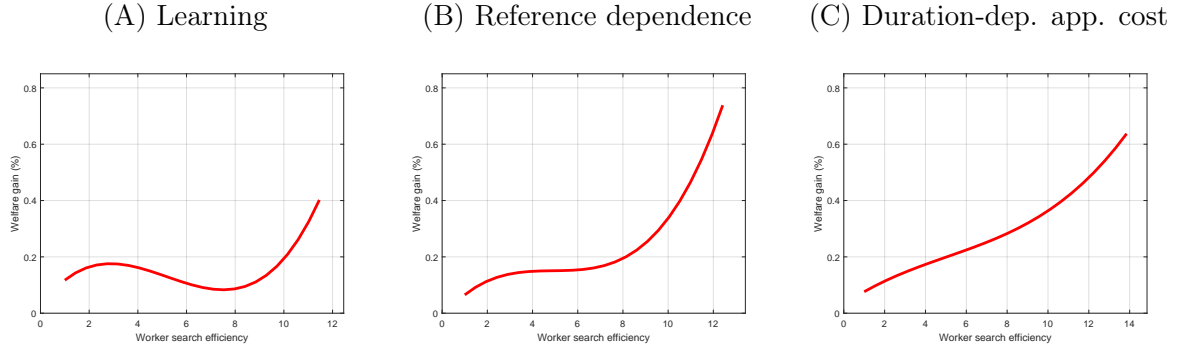 (A) Learning
(B) Reference dependence
(C) Duration-dep. app. cost
Welfare gain (%)
0.8
0.6
0.4
0.2
0
0 2 4 6 8 10 12
Worker search efficiency
Welfare gain (%)
0.8
0.6
0.4
0.2
0
0 2 4 6 8 10 12
Worker search efficiency
Welfare gain (%)
0.8
0.6
0.4
0.2
0
0 2 4 6 8 10 12 14
Worker search efficiency